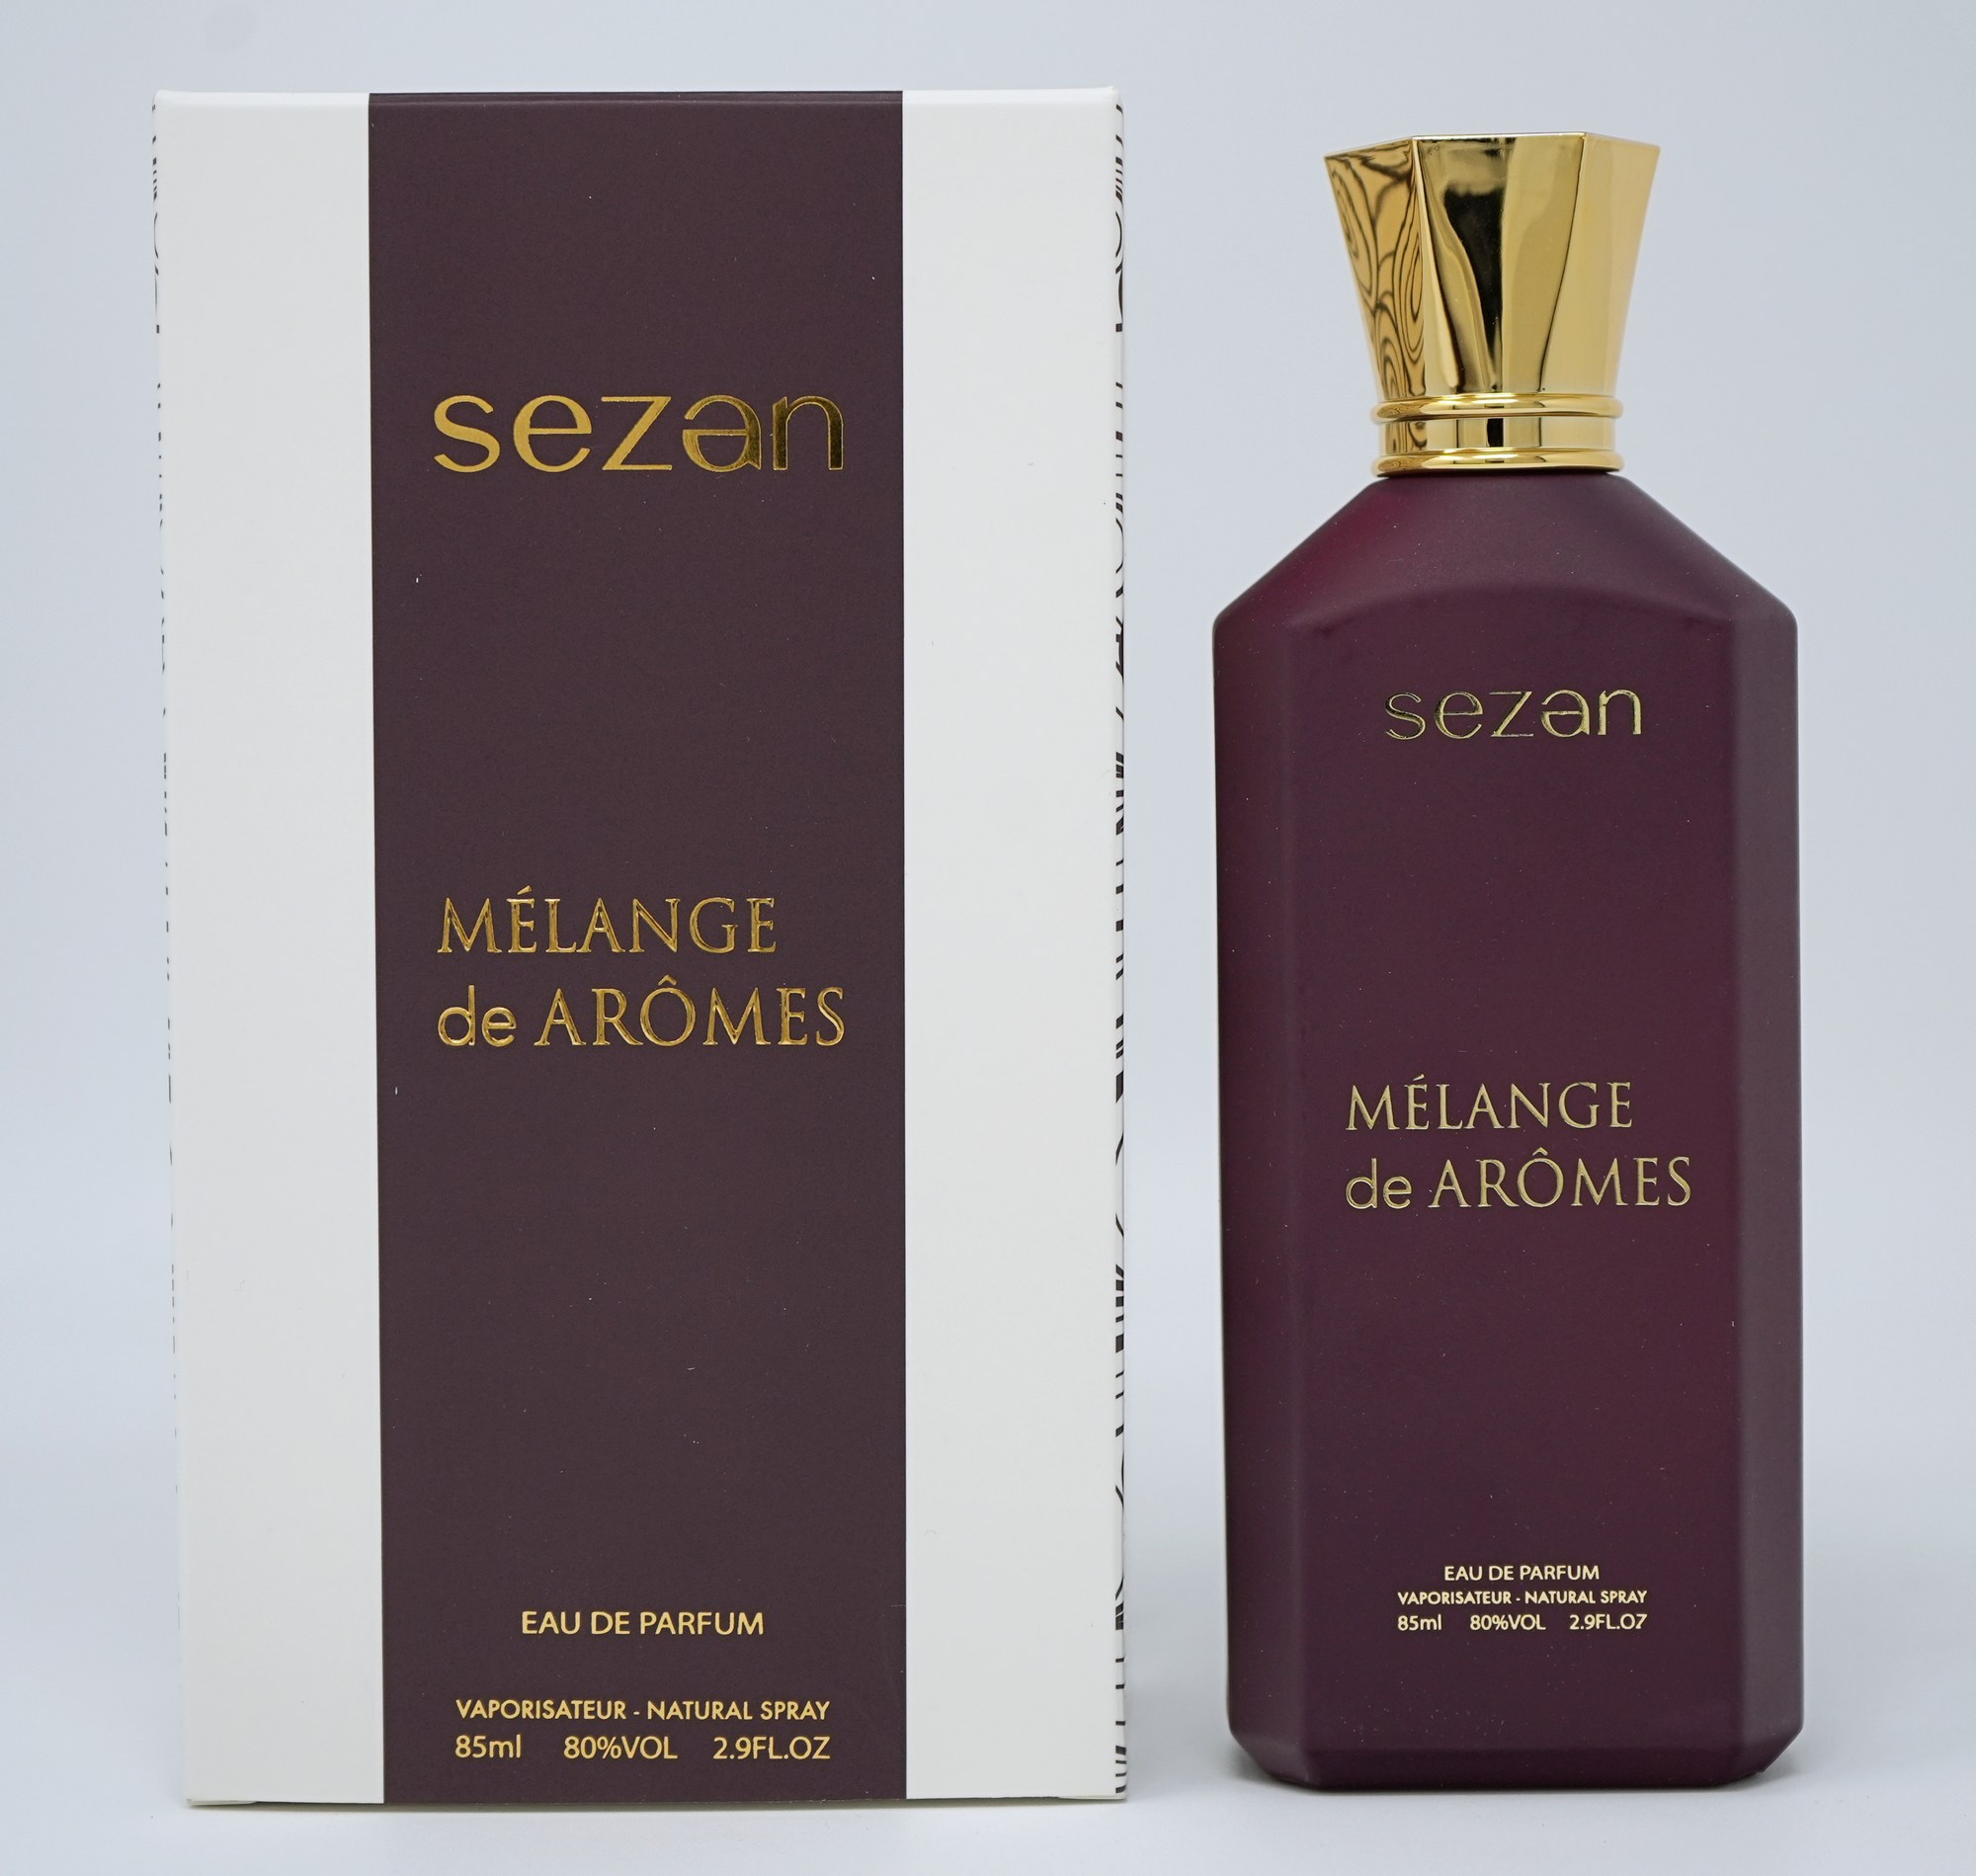 sezən
MÉLANGE
de ARÔMES
EAU DE PARFUM
VAPORISATEUR - NATURAL SPRAY
85ml 80%VOL 2.9FL.OZ
sezən
MÉLANGE
de ARÔMES
EAU DE PARFUM
VAPORISATEUR - NATURAL SPRAY
85ml 80%VOL 2.9FL.OZ